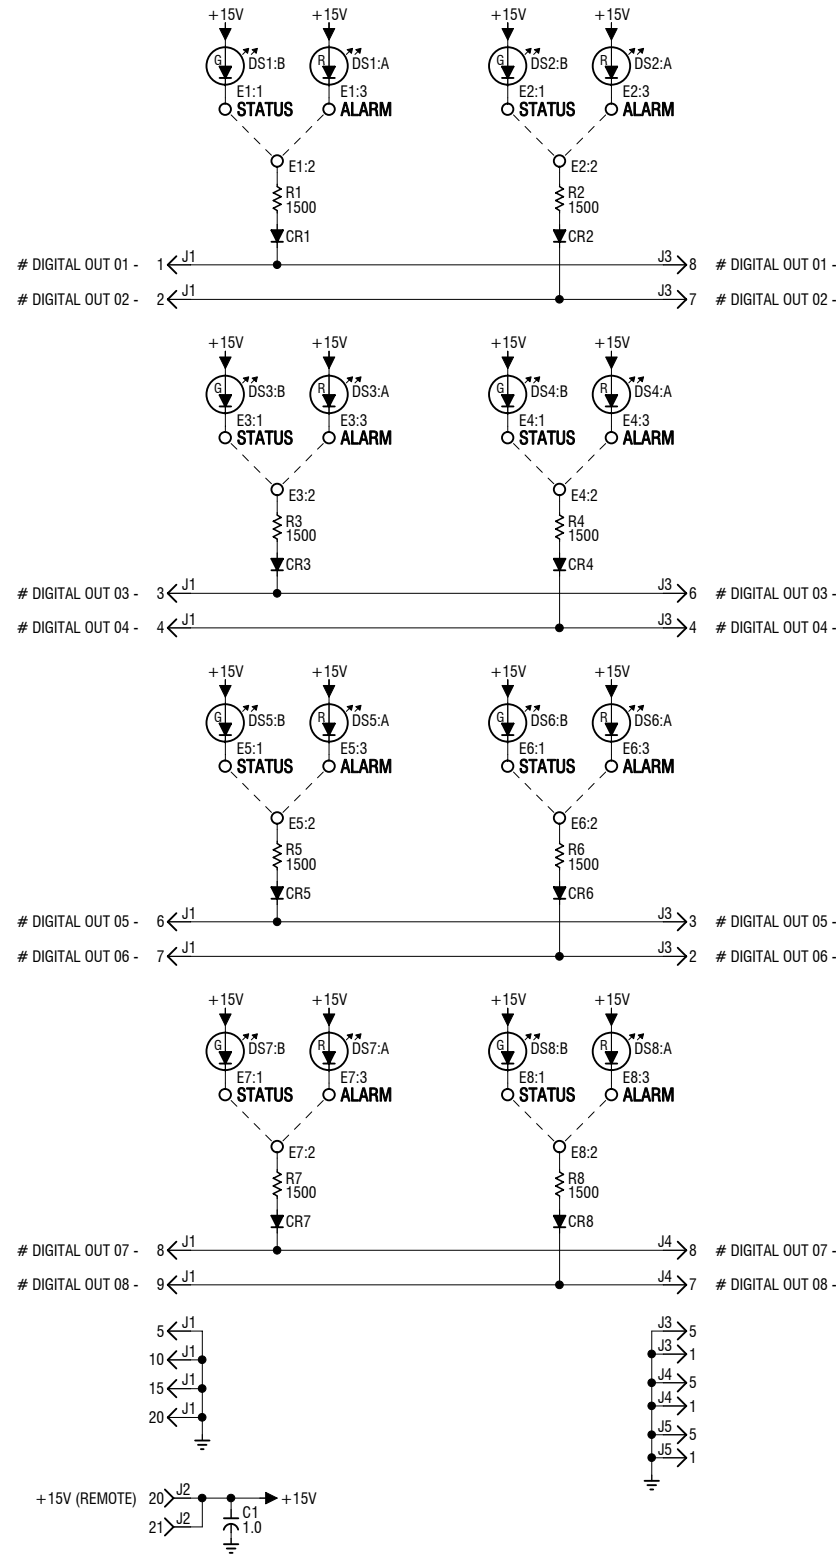 +15V +15V +15V +15V
G DS1:B R DS1:A G DS2:B R DS2:A
E1:1 E1:3 E2:1 E2:3
STATUS ALARM STATUS ALARM
E1:2 E2:2
R1 R2
1500 1500
CR1 CR2
# DIGITAL OUT 01 - 1 J1 J3 8 # DIGITAL OUT 01 -
# DIGITAL OUT 02 - 2 J1 J3 7 # DIGITAL OUT 02 -
+15V +15V +15V +15V
G DS3:B R DS3:A G DS4:B R DS4:A
E3:1 E3:3 E4:1 E4:3
STATUS ALARM STATUS ALARM
E3:2 E4:2
R3 R4
1500 1500
CR3 CR4
# DIGITAL OUT 03 - 3 J1 J3 6 # DIGITAL OUT 03 -
# DIGITAL OUT 04 - 4 J1 J3 4 # DIGITAL OUT 04 -
+15V +15V +15V +15V
G DS5:B R DS5:A G DS6:B R DS6:A
E5:1 E5:3 E6:1 E6:3
STATUS ALARM STATUS ALARM
E5:2 E6:2
R5 R6
1500 1500
CR5 CR6
# DIGITAL OUT 05 - 6 J1 J3 3 # DIGITAL OUT 05 -
# DIGITAL OUT 06 - 7 J1 J3 2 # DIGITAL OUT 06 -
+15V +15V +15V +15V
G DS7:B R DS7:A G DS8:B R DS8:A
E7:1 E7:3 E8:1 E8:3
STATUS ALARM STATUS ALARM
E7:2 E8:2
R7 R8
1500 1500
CR7 CR8
# DIGITAL OUT 07 - 8 J1 J4 8 # DIGITAL OUT 07 -
# DIGITAL OUT 08 - 9 J1 J4 7 # DIGITAL OUT 08 -
5 J1 J3 5
10 J1 J3 1
15 J1 J4 5
20 J1 J4 1
J5 5
J5 1
+15V (REMOTE) 20 J2 +15V
21 J2 C1
1.0